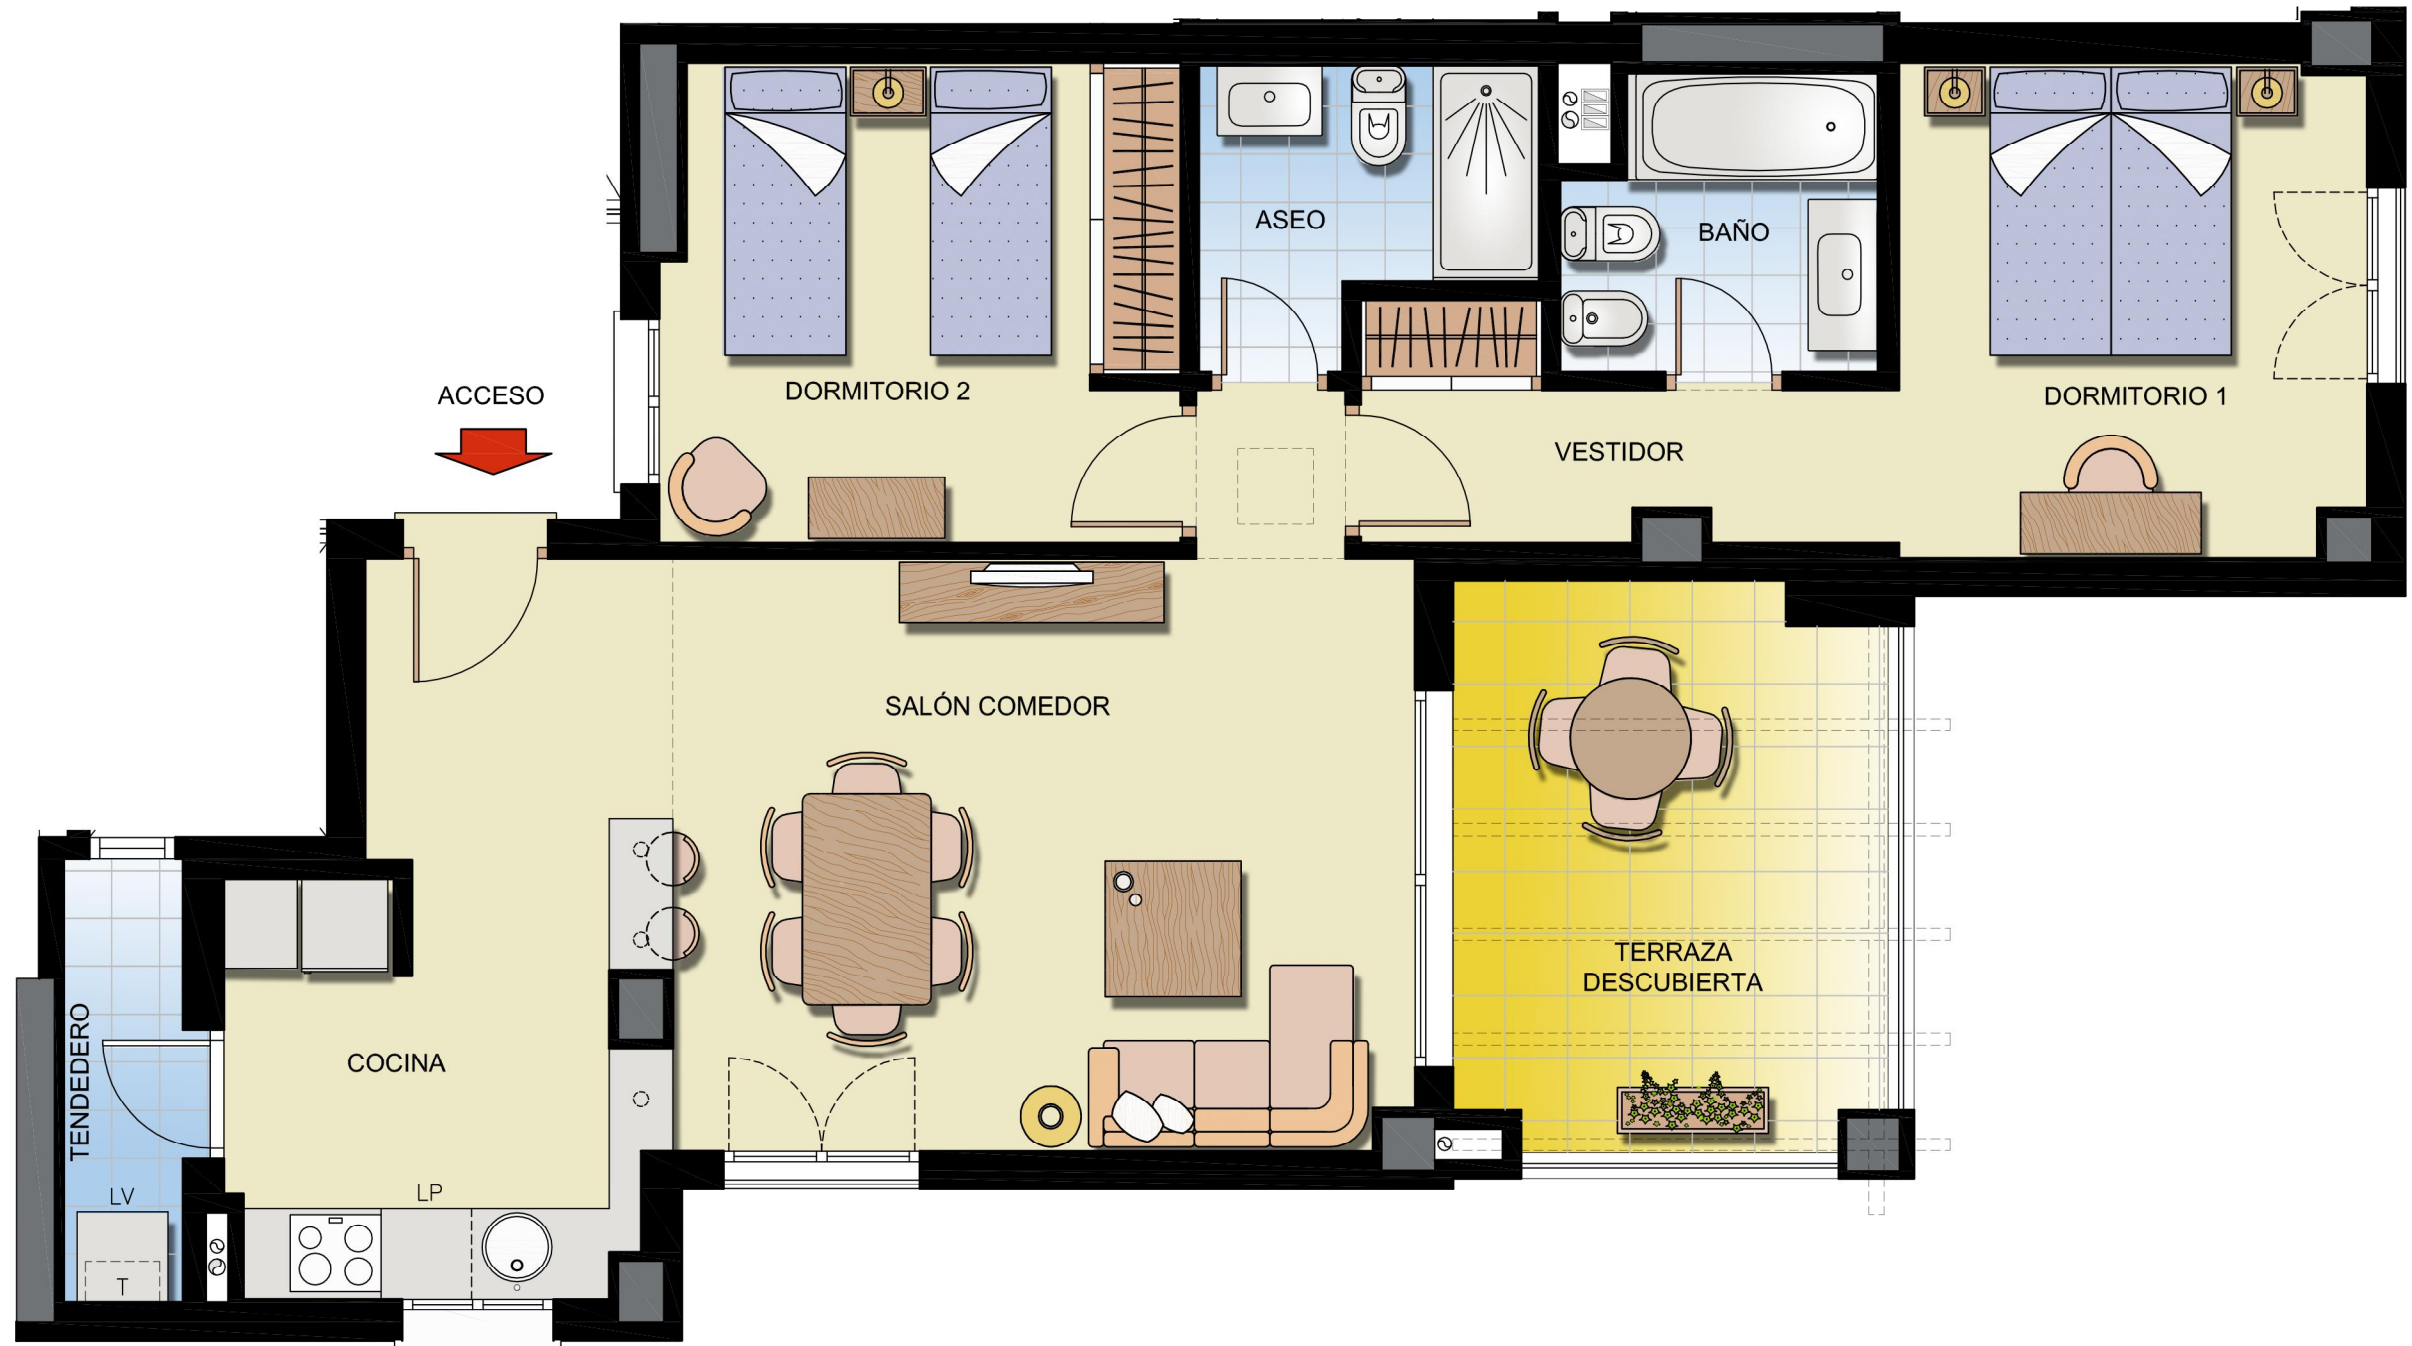 ASEO
BAÑO
ACCESO
DORMITORIO 2
DORMITORIO 1
VESTIDOR
SALÓN COMEDOR
TERRAZA
DESCUBIERTA
TENDEDERO
COCINA
LV
LP
T